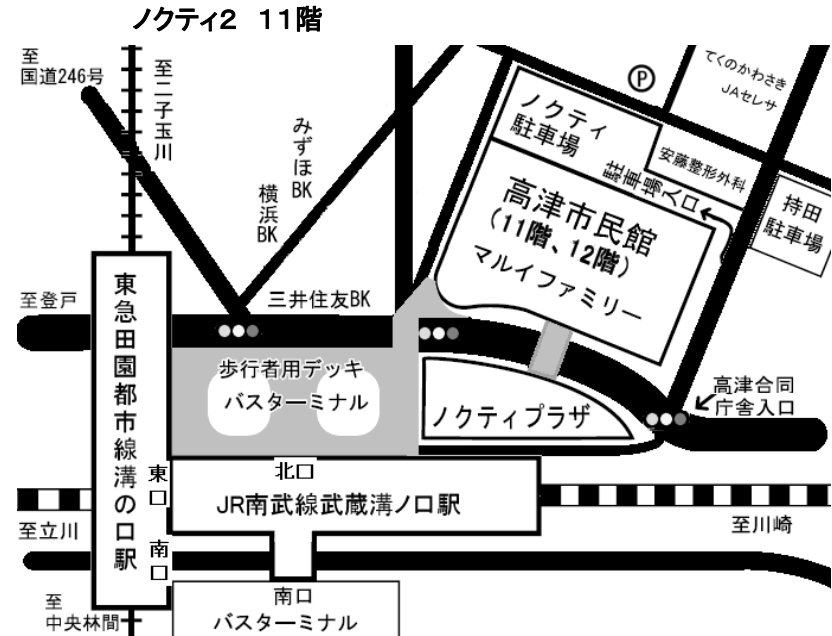 ノクティ2 11階
至
国道246号
至二子玉川
みずほBK
横浜BK
三井住友BK
至登戸
てくのかわさき
JAセレサ
P
ノクティ
駐車場
安藤整形外科
駐車場入口
持田
駐車場
高津市民館
(11階、12階)
マルイファミリー
歩行者用デッキ
バスターミナル
ノクティプラザ
高津合同
庁舎入口
東急田園都市線溝の口駅
東口
南口
北口
JR南武線武蔵溝ノ口駅
至立川
至川崎
至
中央林間
南口
バスターミナル